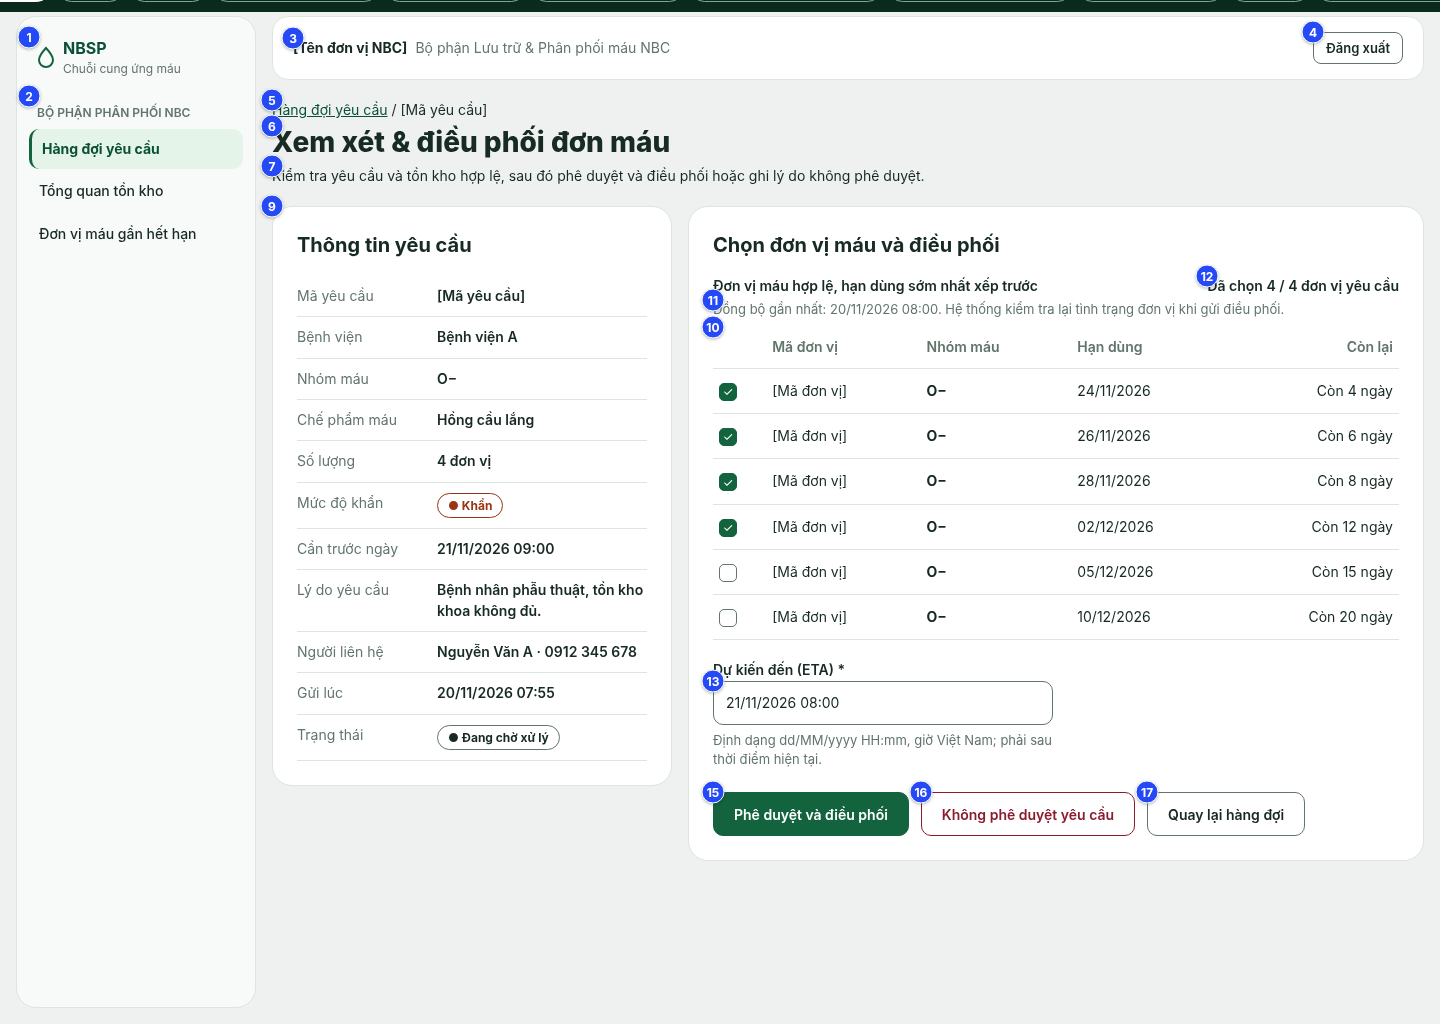 1
NBSP
Chuỗi cung ứng máu
2
BỘ PHẬN PHÂN PHỐI NBC
Hàng đợi yêu cầu
Tổng quan tồn kho
Đơn vị máu gần hết hạn
3
[Tên đơn vị NBC] Bộ phận Lưu trữ & Phân phối máu NBC
4
Đăng xuất
5
Hàng đợi yêu cầu / [Mã yêu cầu]
6
Xem xét & điều phối đơn máu
7
Kiểm tra yêu cầu và tồn kho hợp lệ, sau đó phê duyệt và điều phối hoặc ghi lý do không phê duyệt.
9
Thông tin yêu cầu
Mã yêu cầu [Mã yêu cầu]
Bệnh viện Bệnh viện A
Nhóm máu O−
Chế phẩm máu Hồng cầu lắng
Số lượng 4 đơn vị
Mức độ khẩn Khẩn
Cần trước ngày 21/11/2026 09:00
Lý do yêu cầu Bệnh nhân phẫu thuật, tồn kho
khoa không đủ.
Người liên hệ Nguyễn Văn A · 0912 345 678
Gửi lúc 20/11/2026 07:55
Trạng thái Đang chờ xử lý
Chọn đơn vị máu và điều phối
12
Đơn vị máu hợp lệ, hạn dùng sớm nhất xếp trước Đã chọn 4 / 4 đơn vị yêu cầu
11
Đồng bộ gần nhất: 20/11/2026 08:00. Hệ thống kiểm tra lại tình trạng đơn vị khi gửi điều phối.
10
Mã đơn vị Nhóm máu Hạn dùng Còn lại
[Mã đơn vị] O− 24/11/2026 Còn 4 ngày
[Mã đơn vị] O− 26/11/2026 Còn 6 ngày
[Mã đơn vị] O− 28/11/2026 Còn 8 ngày
[Mã đơn vị] O− 02/12/2026 Còn 12 ngày
[Mã đơn vị] O− 05/12/2026 Còn 15 ngày
[Mã đơn vị] O− 10/12/2026 Còn 20 ngày
Dự kiến đến (ETA) *
13
21/11/2026 08:00
Định dạng dd/MM/yyyy HH:mm, giờ Việt Nam; phải sau
thời điểm hiện tại.
15
Phê duyệt và điều phối
16
Không phê duyệt yêu cầu
17
Quay lại hàng đợi